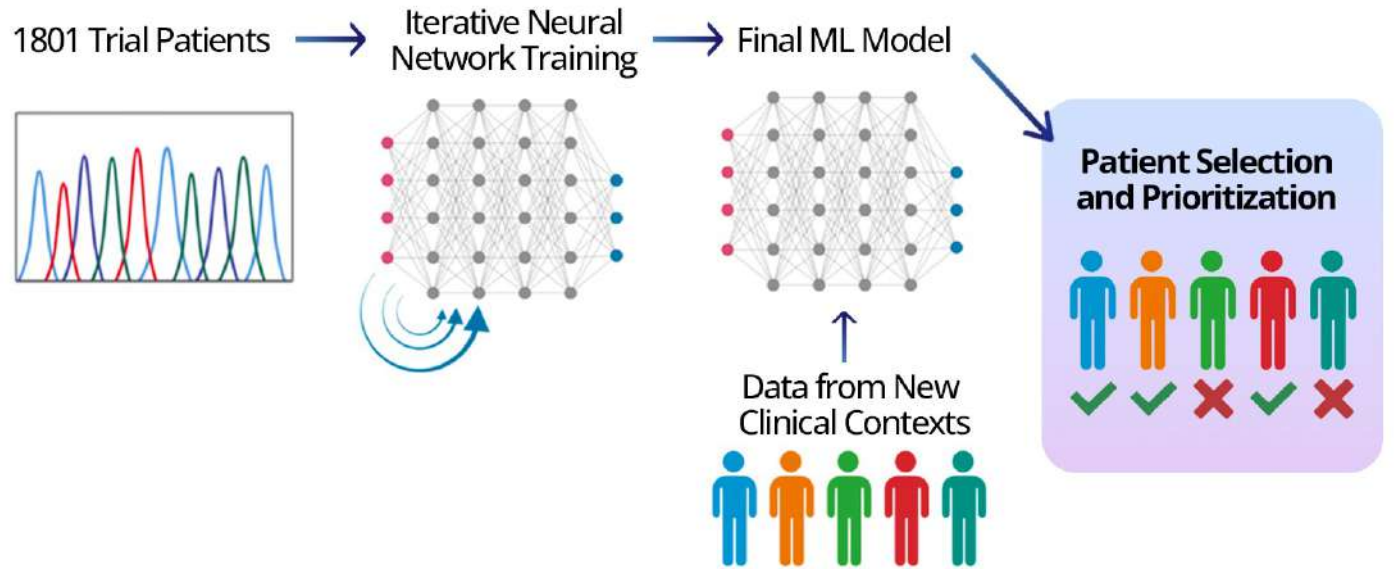 1801 Trial Patients
Iterative Neural
Network Training
Final ML Model
Patient Selection
and Prioritization
Data from New
Clinical Contexts